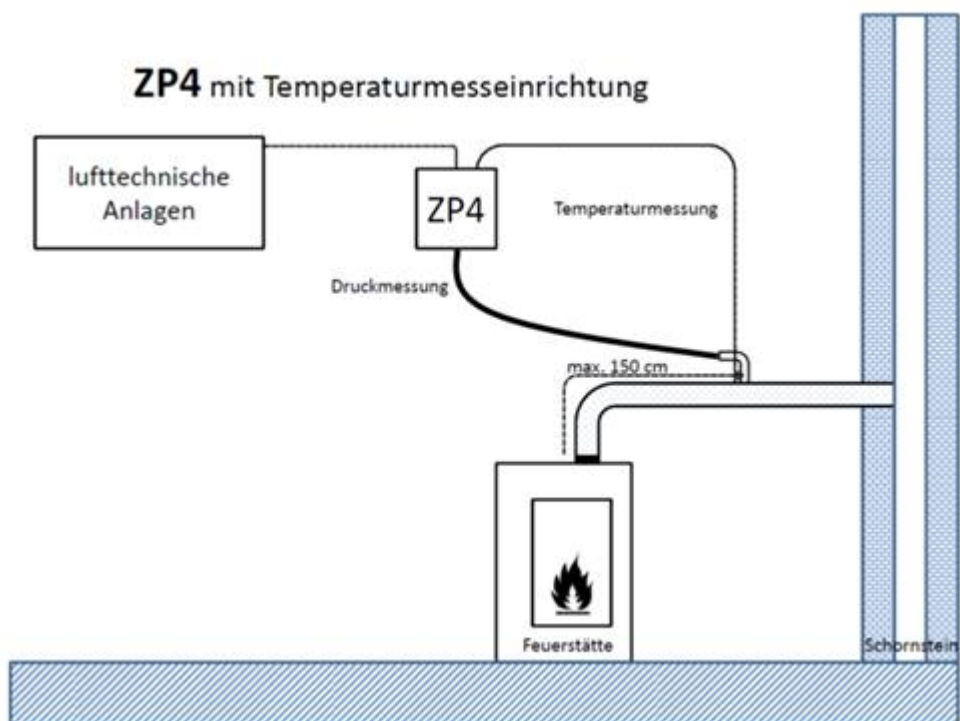 ZP4 mit Temperaturmesseinrichtung
lufttechnische
Anlagen
ZP4
Temperaturmessung
Druckmessung
max. 150 cm
Feuerstätte
Schornstein